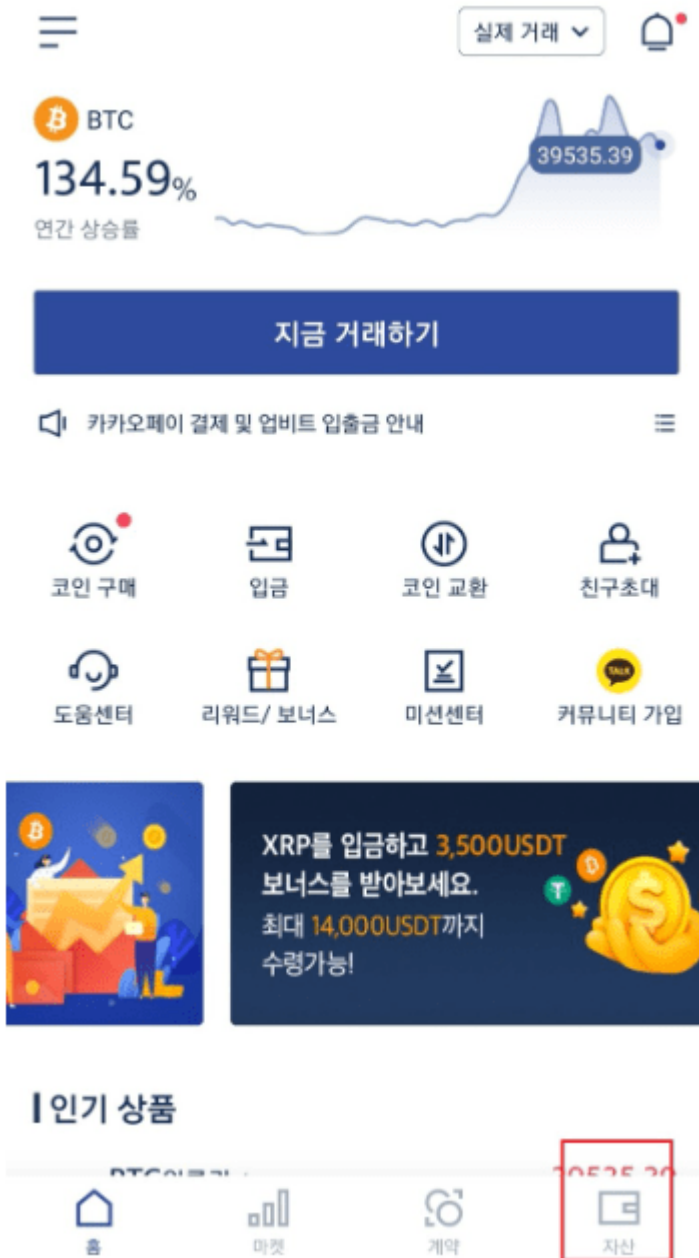 실제 거래
BTC
134.59%
39535.39
연간 상승률
지금 거래하기
카카오페이 결제 및 업비트 입출금 안내
코인 구매
입금
코인 교환
친구초대
도움센터
리워드/ 보너스
TALK
미션센터
커뮤니티 가입
XRP를 입금하고 3,500USDT
보너스를 받아보세요.
최대 14,000USDT까지
수령가능!
인기 상품
39535.39
홈
마켓
계약
자산